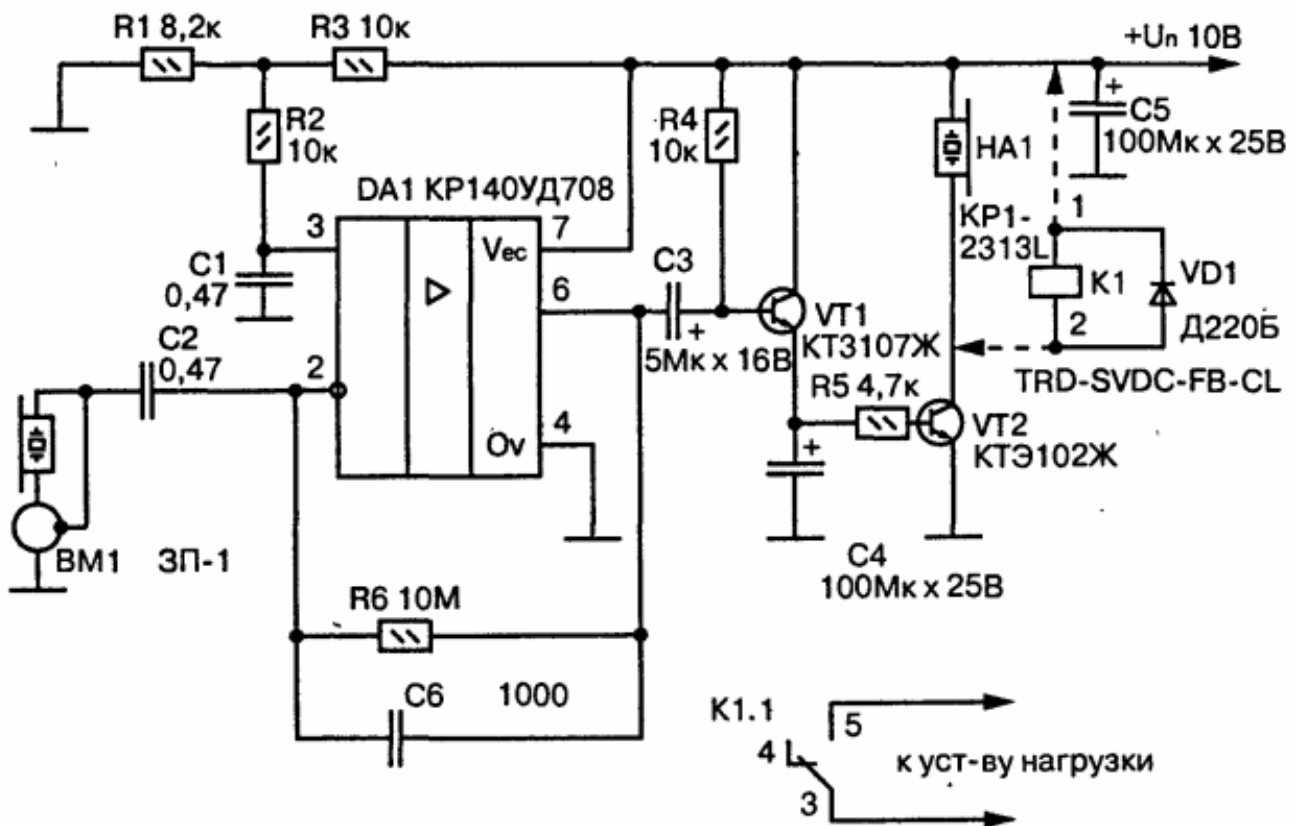 R1 8,2к
R3 10к
+Uп 10В
R2
10к
R4
10к
C5
100Мк x 25В
HA1
DA1 КР140УД708
3
7
Vec
KP1-
2313L
1
C1
0,47
C3
6
K1
VD1
C2
0,47
5Мк x 16В
VT1
КТ3107Ж
2
Д220Б
2
R5 4,7к
TRD-SVDC-FB-CL
4
Ov
VT2
КТЭ102Ж
BM1
ЗП-1
C4
100Мк x 25В
R6 10М
C6
1000
K1.1
5
4
к уст-ву нагрузки
3